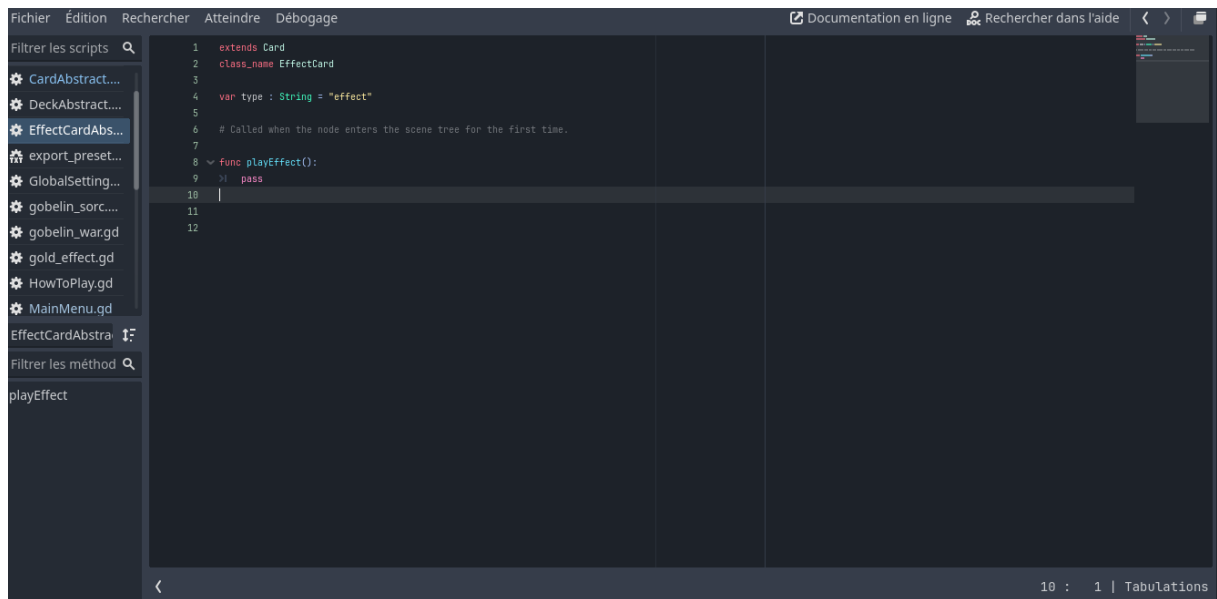 Fichier Édition Rechercher Atteindre Débogage Documentation en ligne Rechercher dans l'aide
Filtrer les scripts
CardAbstract....
DeckAbstract....
EffectCardAbs...
export_preset...
GlobalSetting...
gobelin_sorc....
gobelin_war.gd
gold_effect.gd
HowToPlay.gd
MainMenu.gd
EffectCardAbstra
Filtrer les méthod
playEffect
1 extends Card
2 class_name EffectCard
3
4 var type : String = "effect"
5
6 # Called when the node enters the scene tree for the first time.
7
8 func playEffect():
9 pass
10
11
12
10 : 1 | Tabulations